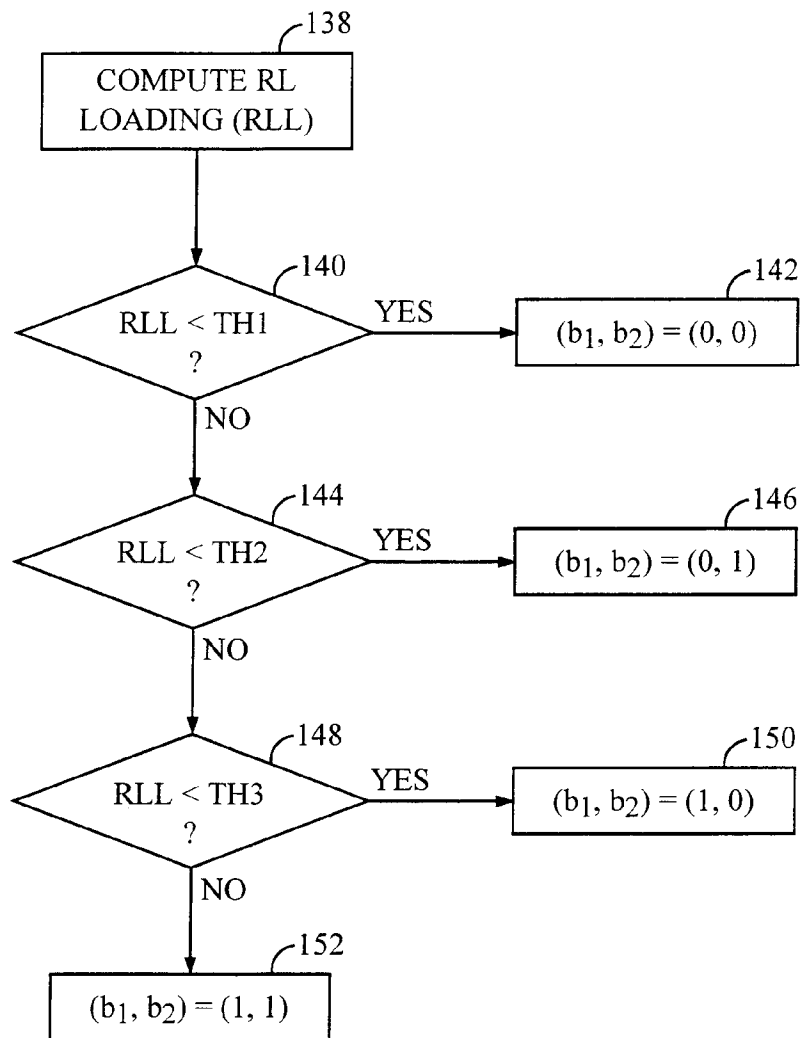 138
COMPUTE RL
LOADING (RLL)
140
RLL < TH1
?
YES
142
(b₁, b₂) = (0, 0)
NO
144
RLL < TH2
?
YES
146
(b₁, b₂) = (0, 1)
NO
148
RLL < TH3
?
YES
150
(b₁, b₂) = (1, 0)
NO
152
(b₁, b₂) = (1, 1)